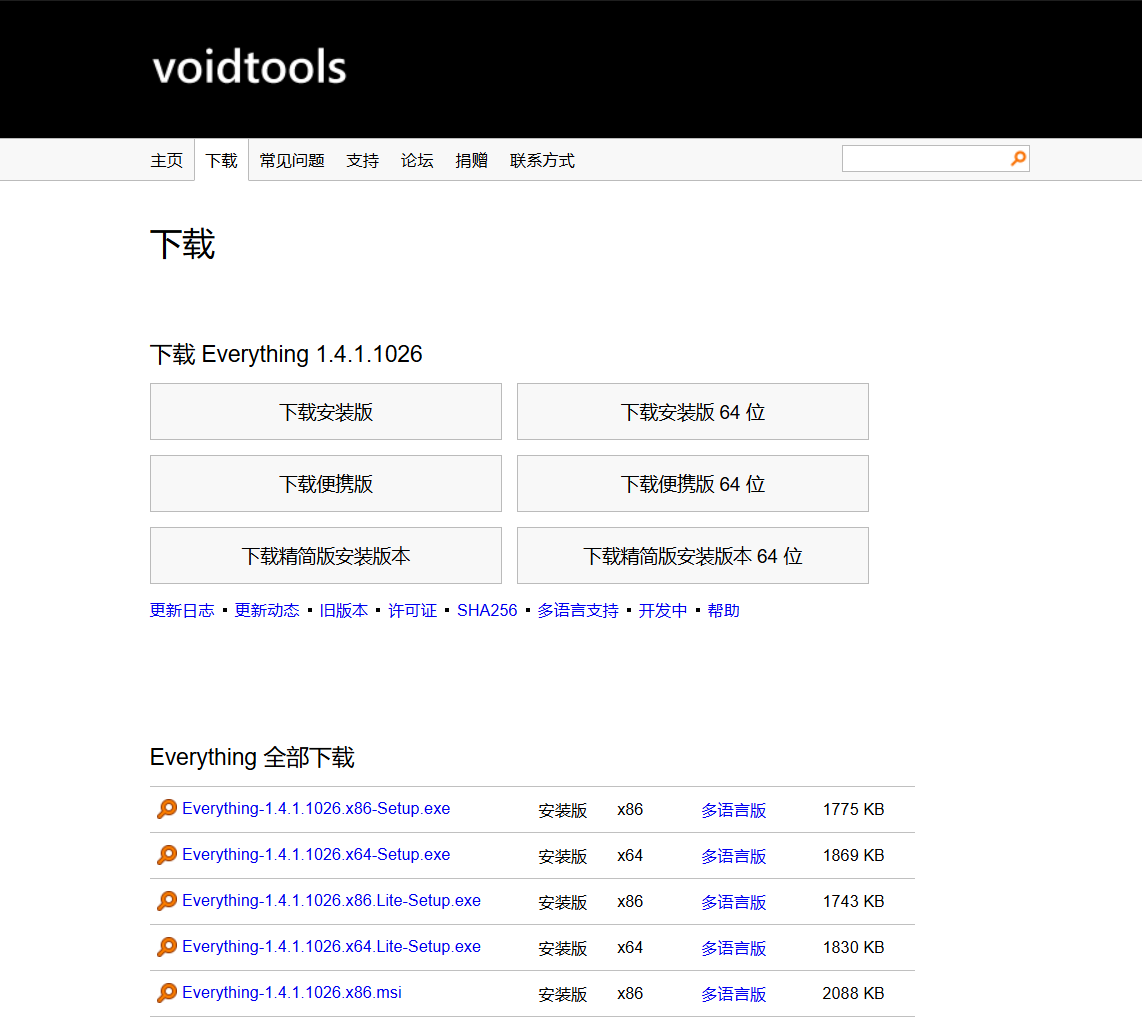 voidtools
主页 下载 常见问题 支持 论坛 捐赠 联系方式
下载
下载 Everything 1.4.1.1026
下载安装版 下载安装版 64 位
下载便携版 下载便携版 64 位
下载精简版安装版本 下载精简版安装版本 64 位
更新日志 ▪ 更新动态 ▪ 旧版本 ▪ 许可证 ▪ SHA256 ▪ 多语言支持 ▪ 开发中 ▪ 帮助
Everything 全部下载
Everything-1.4.1.1026.x86-Setup.exe 安装版 x86 多语言版 1775 KB
Everything-1.4.1.1026.x64-Setup.exe 安装版 x64 多语言版 1869 KB
Everything-1.4.1.1026.x86.Lite-Setup.exe 安装版 x86 多语言版 1743 KB
Everything-1.4.1.1026.x64.Lite-Setup.exe 安装版 x64 多语言版 1830 KB
Everything-1.4.1.1026.x86.msi 安装版 x86 多语言版 2088 KB